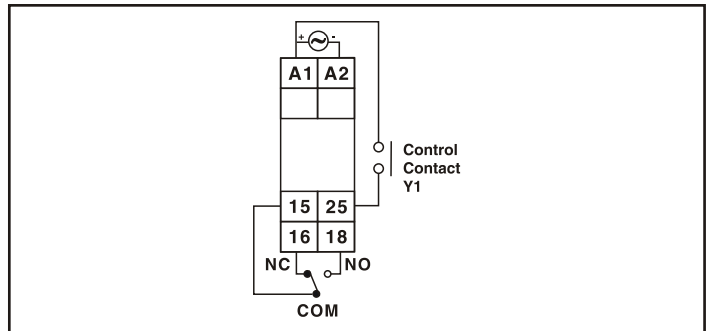 + ~ -
A1 A2
Control
Contact
Y1
15 25
16 18
NC NO
COM